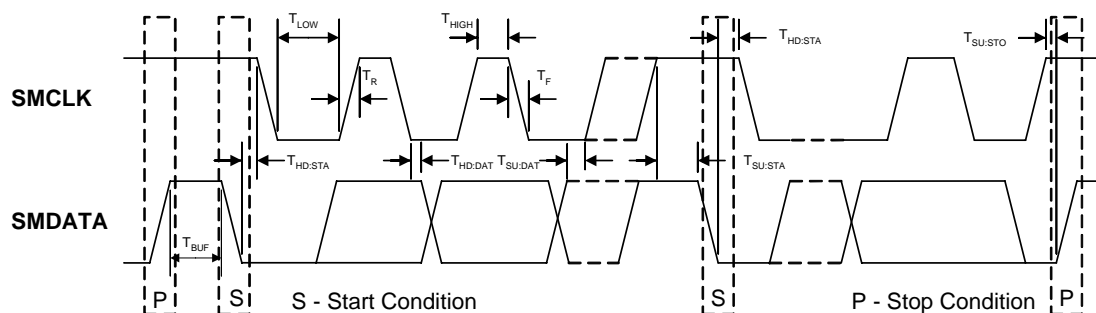 T_LOW T_HIGH T_HD:STA T_SU:STO
SMCLK T_R T_F
T_HD:STA T_HD:DAT T_SU:DAT T_SU:STA
SMDATA
T_BUF
P S S - Start Condition S P - Stop Condition P